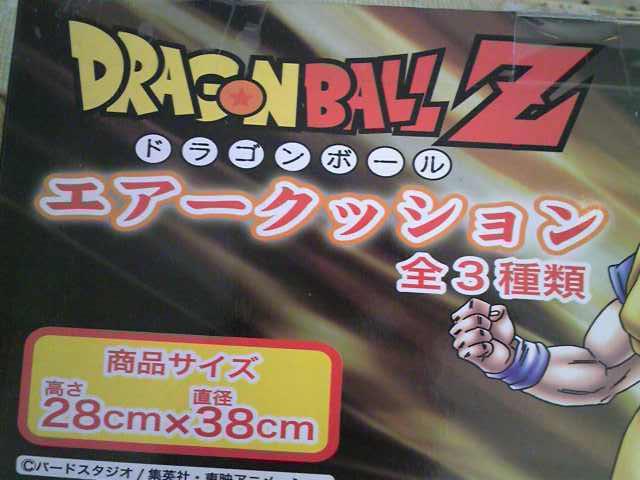 DRAGON BALL Z
ドラゴンボール
エアークッション
全3種類
商品サイズ
高さ 直径
28cm×38cm
©バードスタジオ / 集英社・東映アニメーション